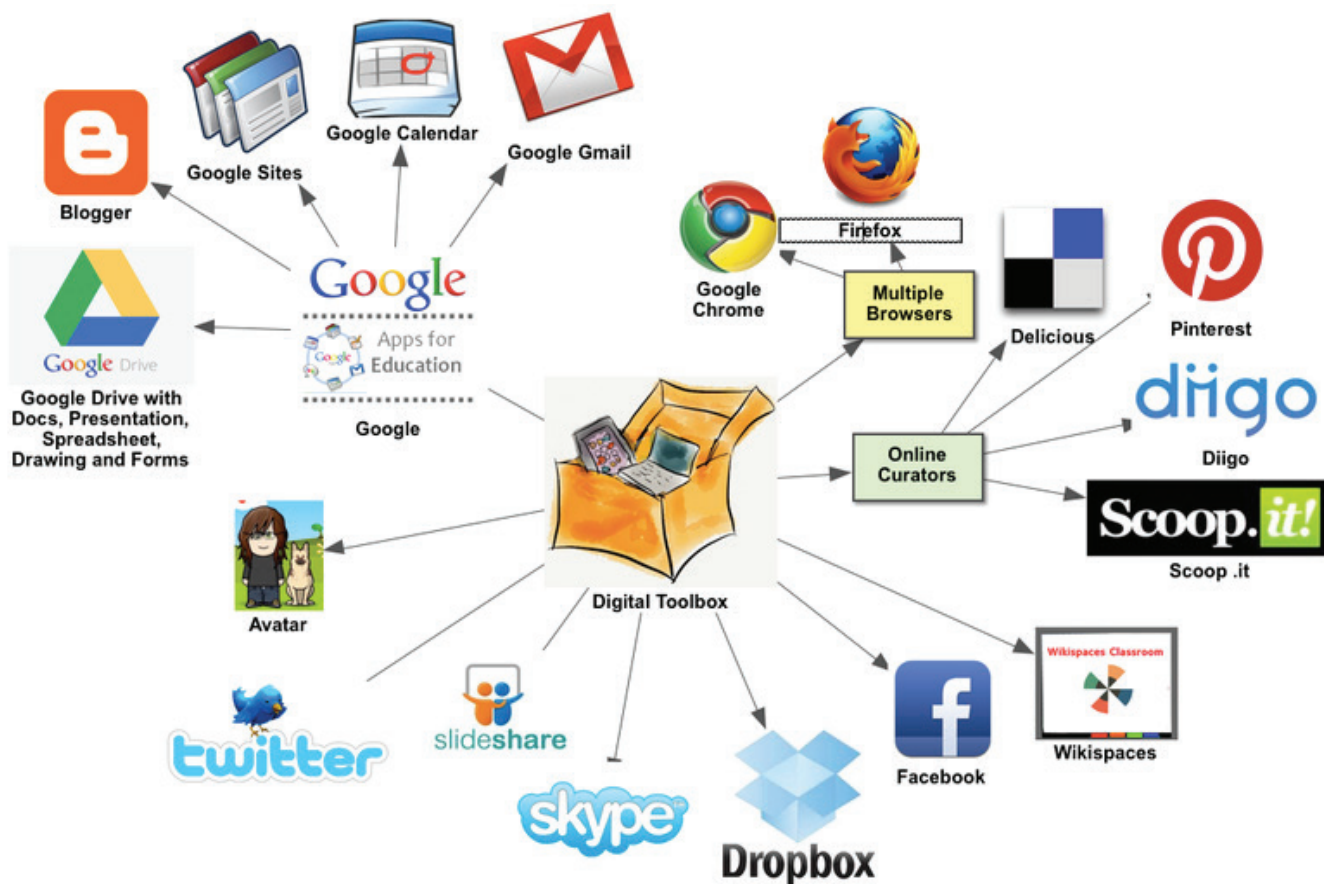 Google Calendar
Google Sites
Google Gmail
Blogger
Firefox
Google
Chrome
Multiple
Browsers
Delicious
Pinterest
Google
Apps for
Education
Google
Google
Google Drive
Google Drive with
Docs, Presentation,
Spreadsheet,
Drawing and Forms
diigo
Diigo
Online
Curators
Scoop.it!
Scoop .it
Avatar
Digital Toolbox
Wikispaces Classroom
Wikispaces
twitter
slideshare
Facebook
skype
Dropbox